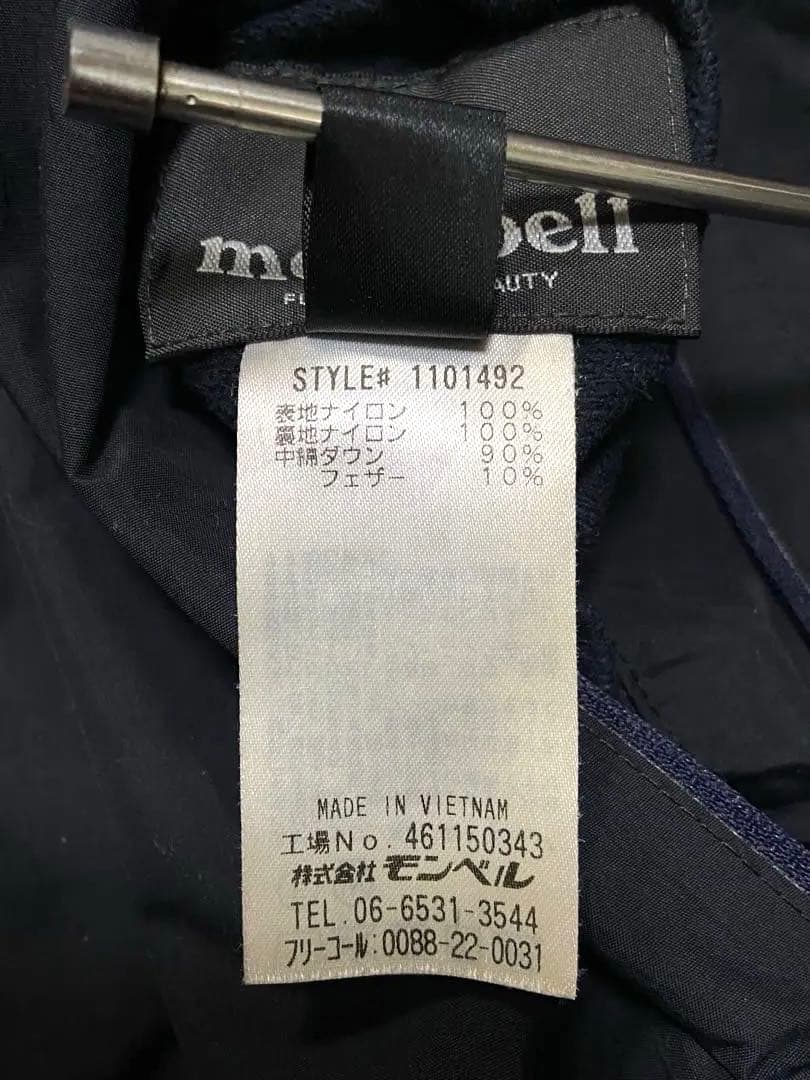 STYLE# 1101492
表地ナイロン 100%
裏地ナイロン 100%
中綿ダウン 90%
フェザー 10%
MADE IN VIETNAM
工場No. 461150343
株式会社 モンベル
TEL. 06-6531-3544
フリーコール:0088-22-0031